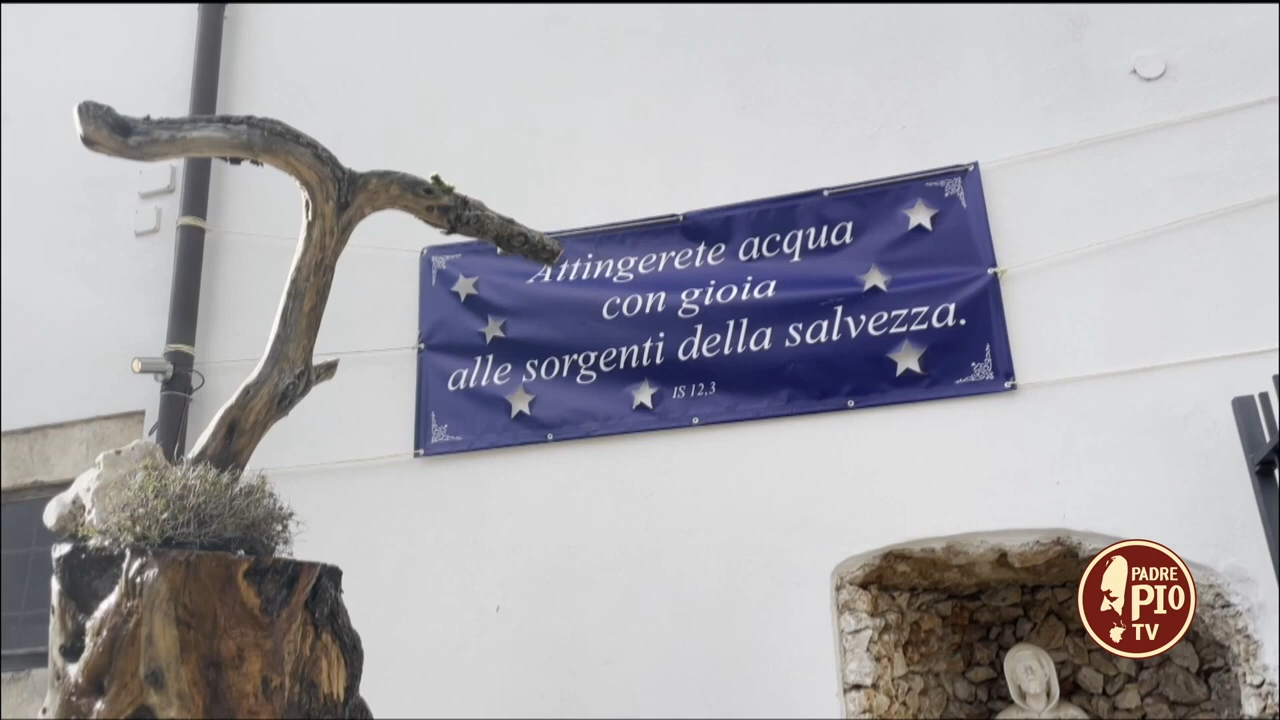 Attingerete acqua
con gioia
alle sorgenti della salvezza.
IS 12,3
PADRE
PIO
TV